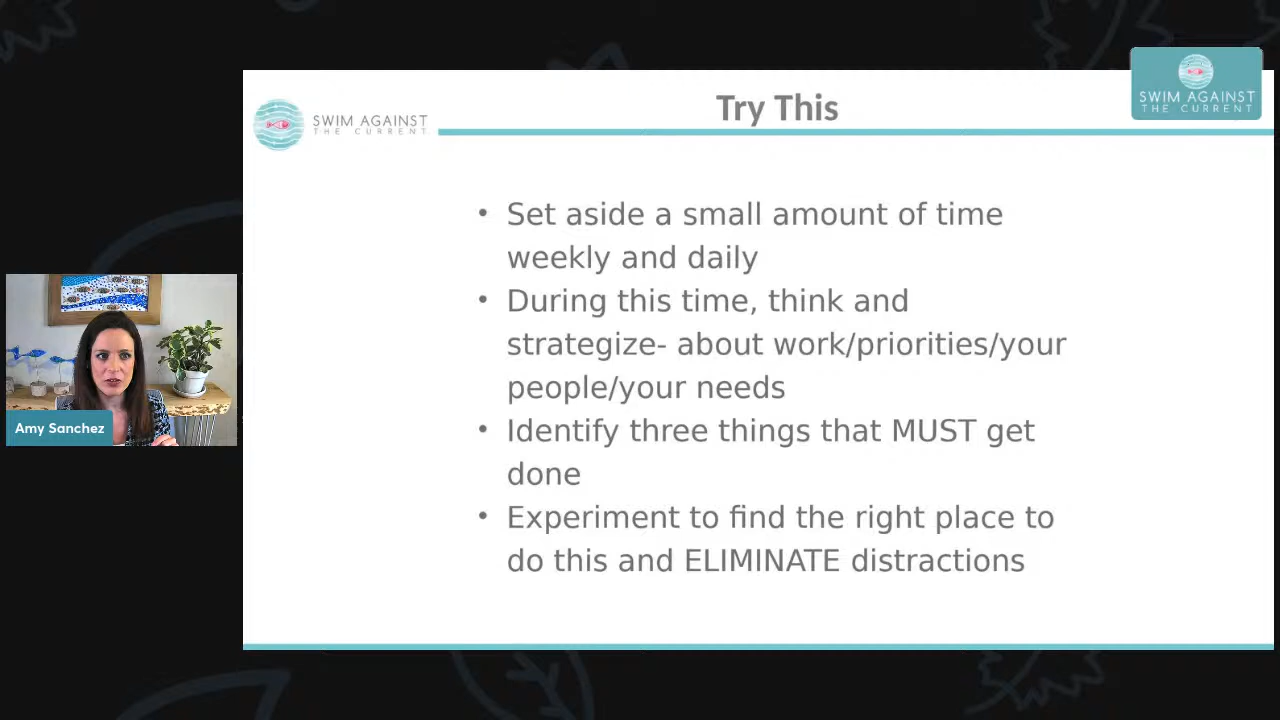 SWIM AGAINST
THE CURRENT
Try This
SWIM AGAINST
THE CURRENT
• Set aside a small amount of time
weekly and daily
• During this time, think and
strategize- about work/priorities/your
people/your needs
• Identify three things that MUST get
done
• Experiment to find the right place to
do this and ELIMINATE distractions
Amy Sanchez